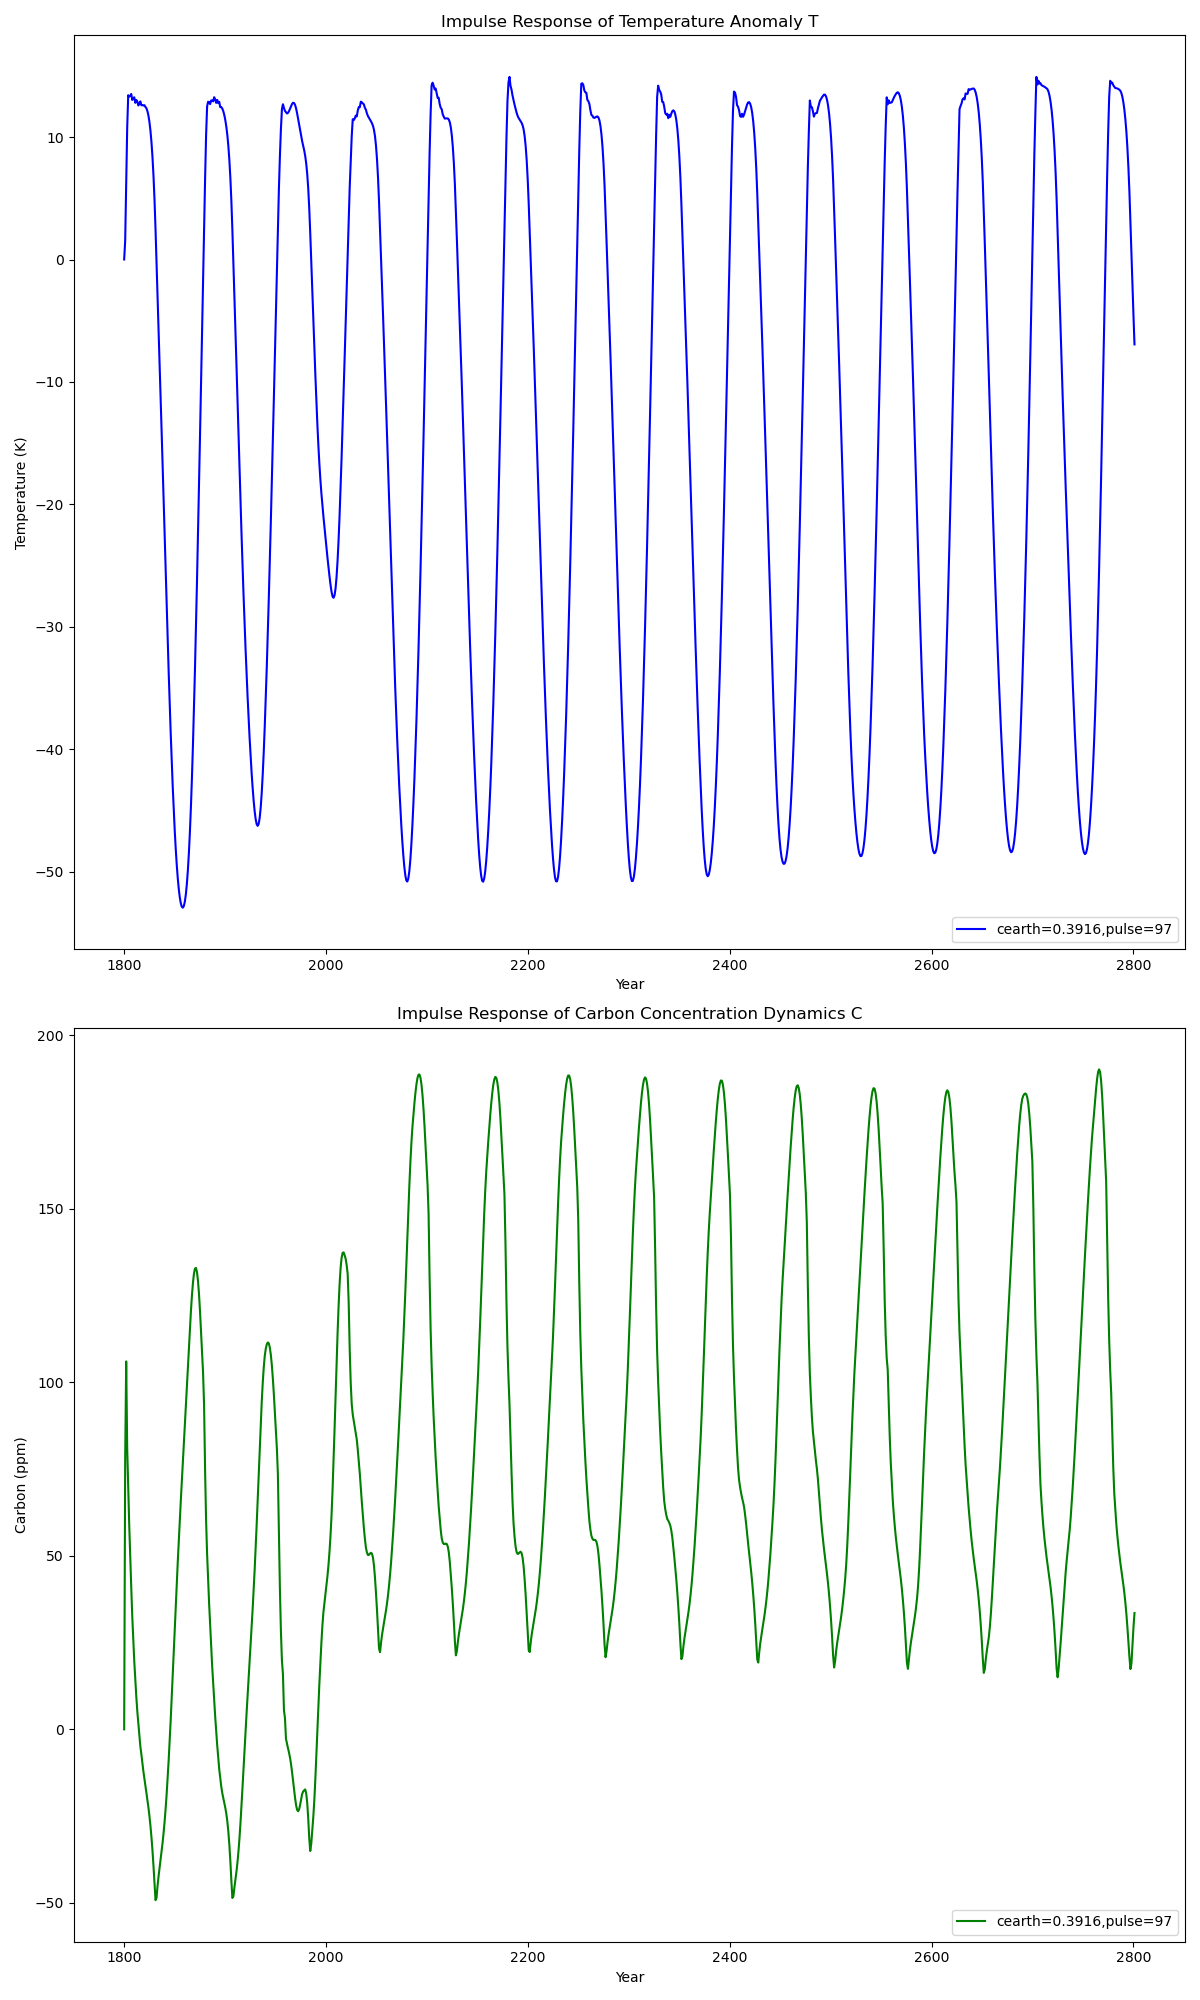 Impulse Response of Temperature Anomaly T
Temperature (K)
10
0
−10
−20
−30
−40
−50
cearth=0.3916,pulse=97
1800 2000 2200 2400 2600 2800
Year
Impulse Response of Carbon Concentration Dynamics C
Carbon (ppm)
200
150
100
50
0
−50
cearth=0.3916,pulse=97
1800 2000 2200 2400 2600 2800
Year